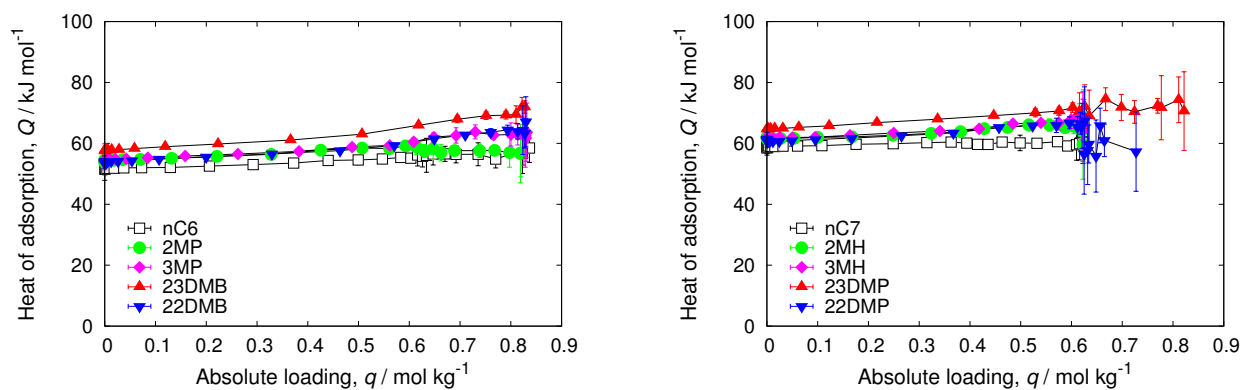 100
80
60
40
20
0
0 0.1 0.2 0.3 0.4 0.5 0.6 0.7 0.8 0.9
Heat of adsorption, Q / kJ mol⁻¹
Absolute loading, q / mol kg⁻¹
nC6
2MP
3MP
23DMB
22DMB
100
80
60
40
20
0
0 0.1 0.2 0.3 0.4 0.5 0.6 0.7 0.8 0.9
Heat of adsorption, Q / kJ mol⁻¹
Absolute loading, q / mol kg⁻¹
nC7
2MH
3MH
23DMP
22DMP